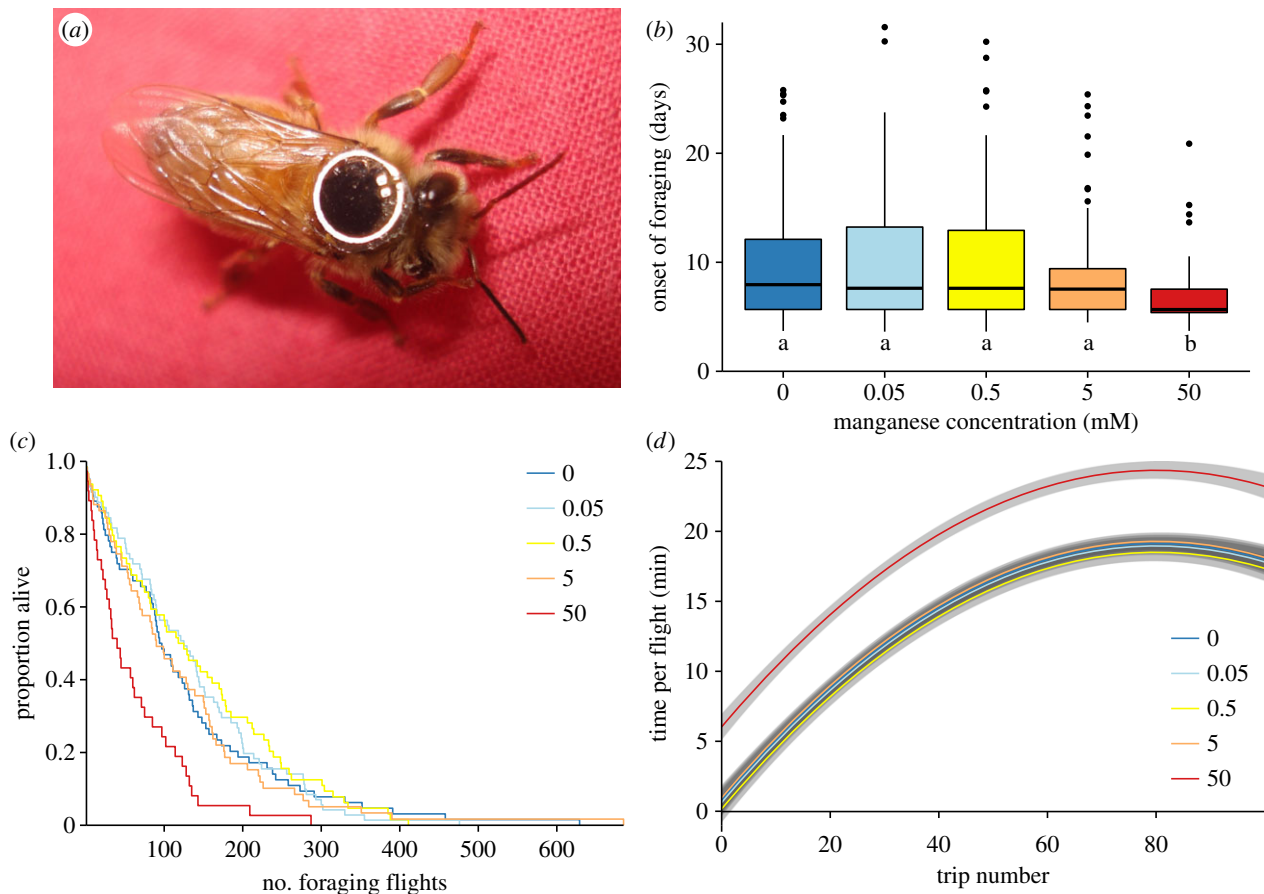 (a)
(b)
30
20
10
0
onset of foraging (days)
a a a a b
0 0.05 0.5 5 50
manganese concentration (mM)
(c)
1.0
0.8
0.6
0.4
0.2
0
proportion alive
0
0.05
0.5
5
50
100 200 300 400 500 600
no. foraging flights
(d)
25
20
15
10
5
0
time per flight (min)
0
0.05
0.5
5
50
0 20 40 60 80
trip number